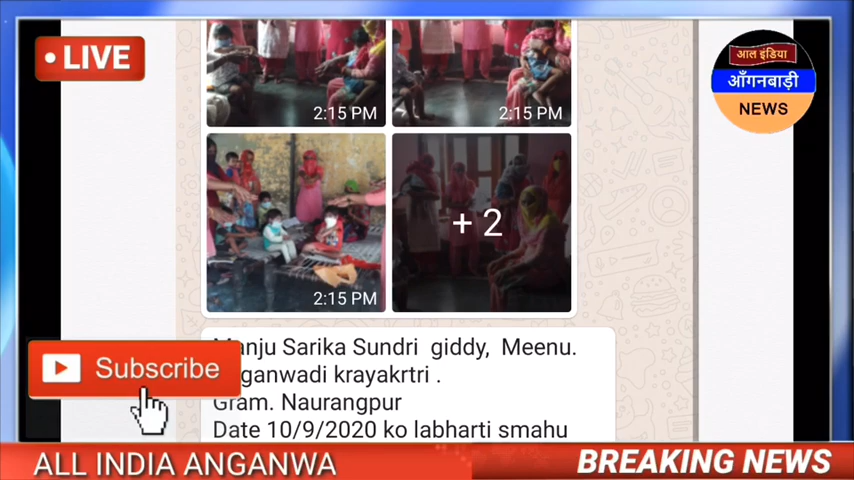 LIVE
आल इंडिया
आँगनबाड़ी
NEWS
2:15 PM
2:15 PM
+ 2
2:15 PM
Sarika Sundri giddy, Meenu.
krayakrtri .
Subscribe
Gram. Naurangpur
Date 10/9/2020 ko labharti smahu
ALL INDIA ANGANWA
BREAKING NEWS